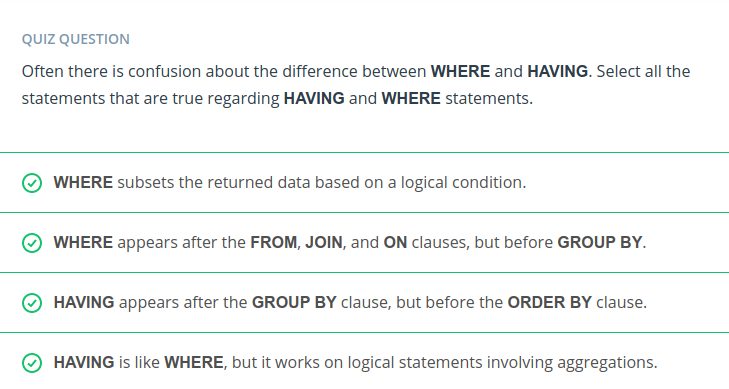 QUIZ QUESTION
Often there is confusion about the difference between WHERE and HAVING. Select all the
statements that are true regarding HAVING and WHERE statements.
WHERE subsets the returned data based on a logical condition.
WHERE appears after the FROM, JOIN, and ON clauses, but before GROUP BY.
HAVING appears after the GROUP BY clause, but before the ORDER BY clause.
HAVING is like WHERE, but it works on logical statements involving aggregations.